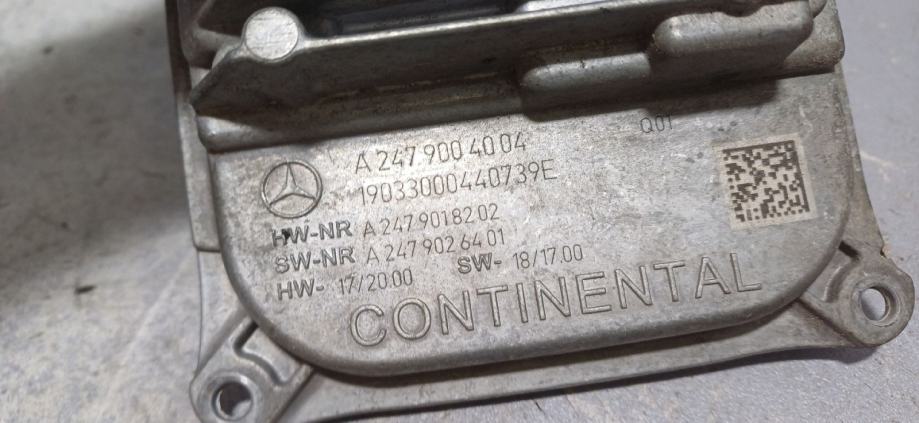 Q01
A 247 900 40 04
19033000440739E
HW-NR A 247 901 82 02
SW-NR A 247 902 64 01
HW- 17/20.00 SW- 18/17.00
CONTINENTAL